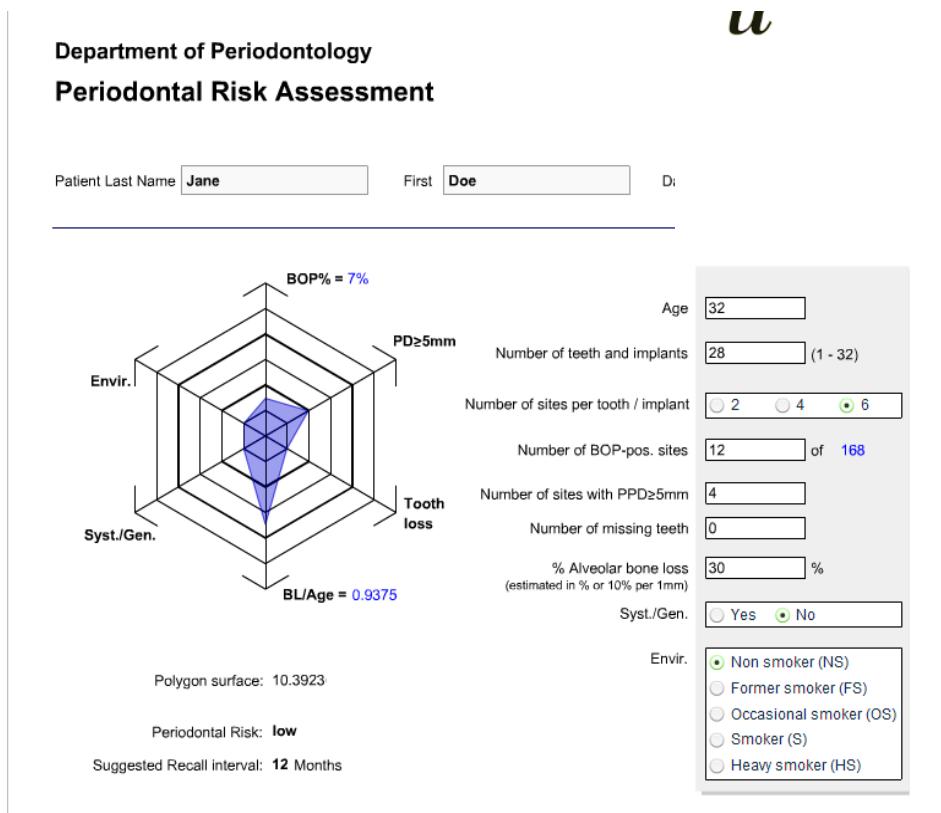 u
Department of Periodontology
Periodontal Risk Assessment
Patient Last Name Jane First Doe
BOP% = 7%
PD≥5mm
Envir.
Tooth
loss
Syst./Gen.
BL/Age = 0.9375
Polygon surface: 10.3923
Periodontal Risk: low
Suggested Recall interval: 12 Months
Age 32
Number of teeth and implants 28 (1 - 32)
Number of sites per tooth / implant 2 4 6
Number of BOP-pos. sites 12 of 168
Number of sites with PPD≥5mm 4
Number of missing teeth 0
% Alveolar bone loss 30 %
(estimated in % or 10% per 1mm)
Syst./Gen. Yes No
Envir. Non smoker (NS)
Former smoker (FS)
Occasional smoker (OS)
Smoker (S)
Heavy smoker (HS)